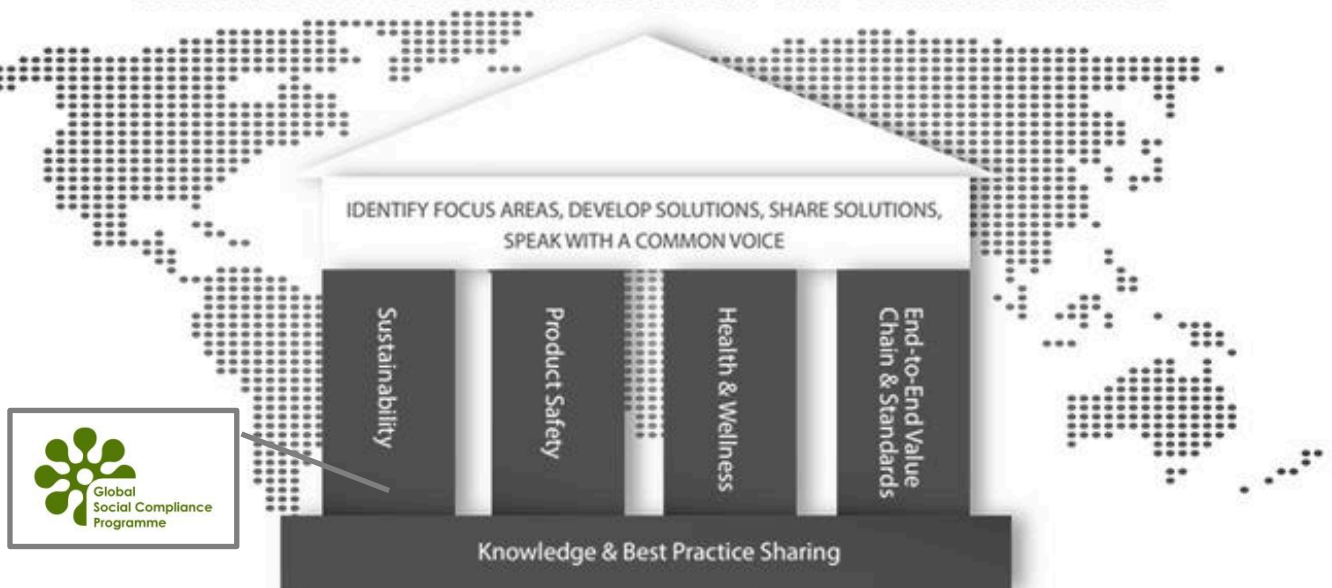 IDENTIFY FOCUS AREAS, DEVELOP SOLUTIONS, SHARE SOLUTIONS,
SPEAK WITH A COMMON VOICE
Sustainability
Product Safety
Health & Wellness
End-to-End Value
Chain & Standards
Global
Social Compliance
Programme
Knowledge & Best Practice Sharing